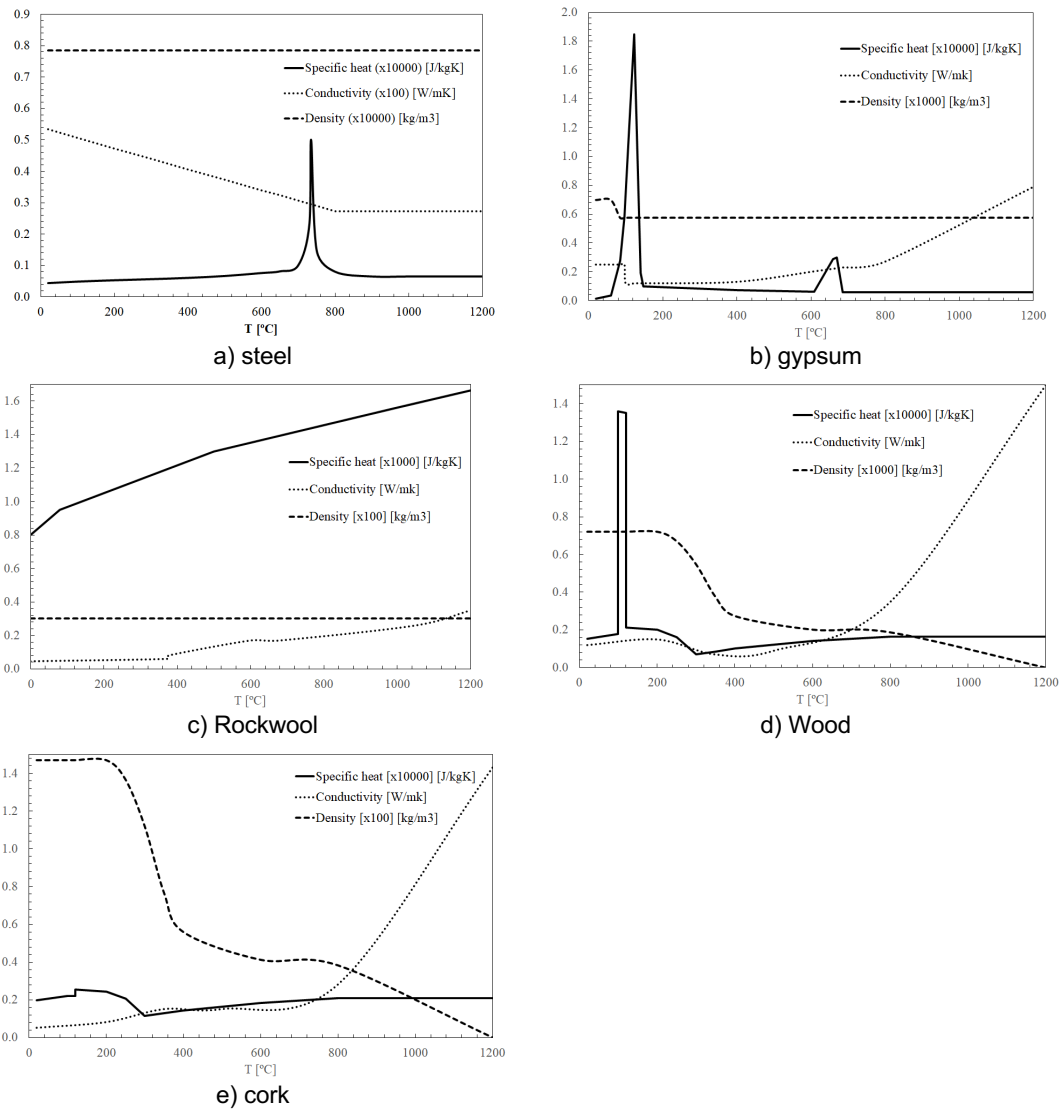 0.9
0.8
0.7
0.6
0.5
0.4
0.3
0.2
0.1
0.0
Specific heat (x10000) [J/kgK]
Conductivity (x100) [W/mK]
Density (x10000) [kg/m3]
0 200 400 600 800 1000 1200
T [ºC]
a) steel
2.0
1.8
1.6
1.4
1.2
1.0
0.8
0.6
0.4
0.2
0.0
Specific heat [x10000] [J/kgK]
Conductivity [W/mk]
Density [x1000] [kg/m3]
0 200 400 600 800 1000 1200
T [ºC]
b) gypsum
1.6
1.4
1.2
1.0
0.8
0.6
0.4
0.2
0.0
Specific heat [x1000] [J/kgK]
Conductivity [W/mk]
Density [x100] [kg/m3]
0 200 400 600 800 1000 1200
T [ºC]
c) Rockwool
1.4
1.2
1.0
0.8
0.6
0.4
0.2
0.0
Specific heat [x10000] [J/kgK]
Conductivity [W/mk]
Density [x1000] [kg/m3]
0 200 400 600 800 1000 1200
T [ºC]
d) Wood
1.4
1.2
1.0
0.8
0.6
0.4
0.2
0.0
Specific heat [x10000] [J/kgK]
Conductivity [W/mk]
Density [x100] [kg/m3]
0 200 400 600 800 1000 1200
T [ºC]
e) cork